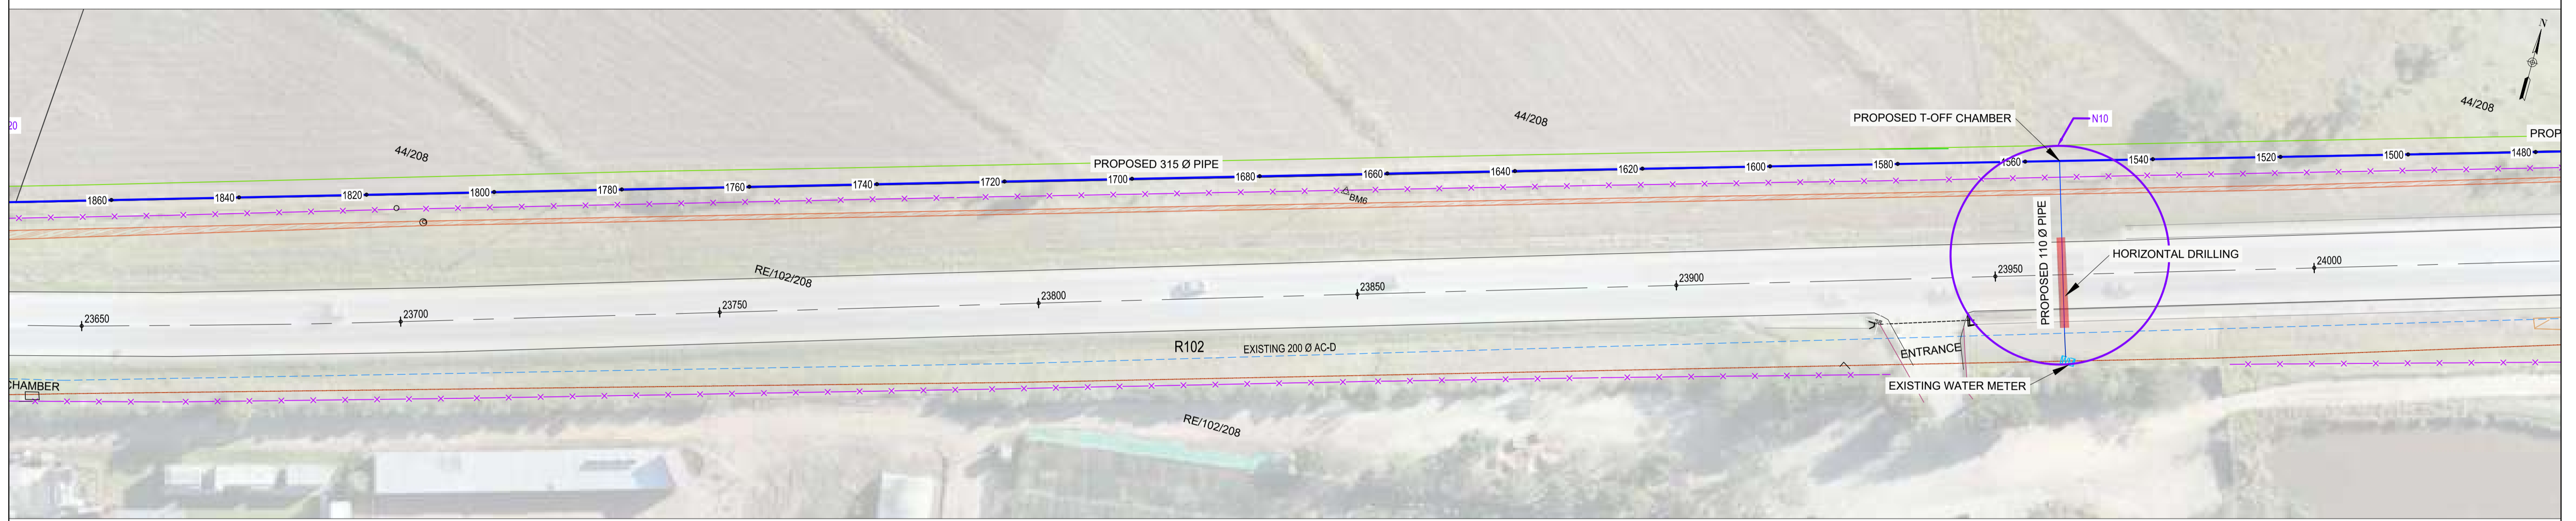 N
44/208
PROPOSED T-OFF CHAMBER
N10
44/208
20
44/208
PROP
PROPOSED 315 Ø PIPE
1860
1840
1820
1800
1780
1760
1740
1720
1700
1680
1660
1640
1620
1600
1580
1560
1540
1520
1500
1480
BM6
PROPOSED 110 Ø PIPE
HORIZONTAL DRILLING
RE/102/208
23650
23700
23750
23800
23850
23900
23950
24000
R102
EXISTING 200 Ø AC-D
ENTRANCE
CHAMBER
EXISTING WATER METER
RE/102/208